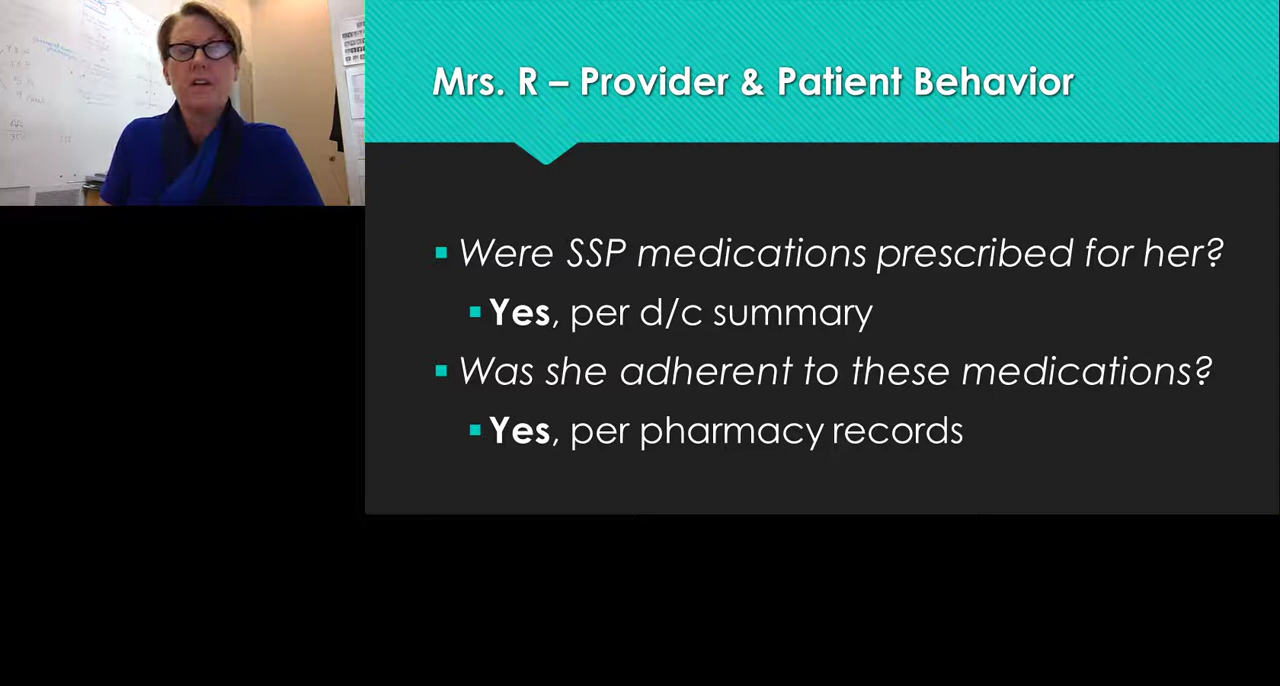 Mrs. R – Provider & Patient Behavior
Were SSP medications prescribed for her?
Yes, per d/c summary
Was she adherent to these medications?
Yes, per pharmacy records